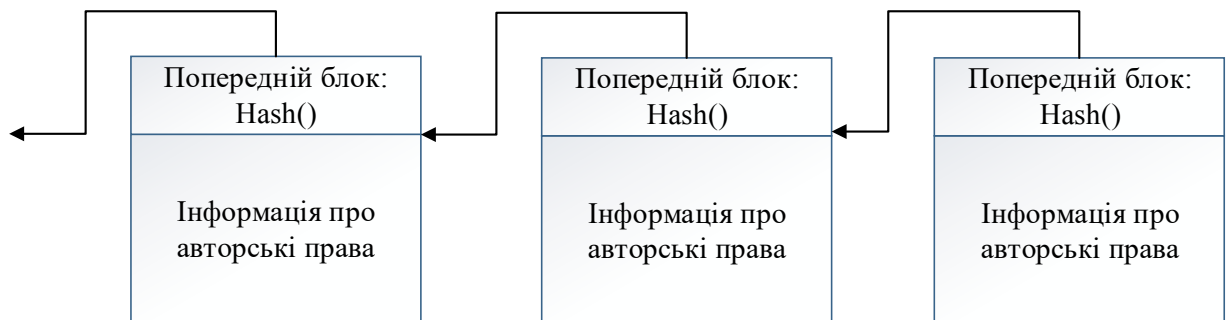 Попередній блок:
Hash()
Інформація про
авторські права
Попередній блок:
Hash()
Інформація про
авторські права
Попередній блок:
Hash()
Інформація про
авторські права